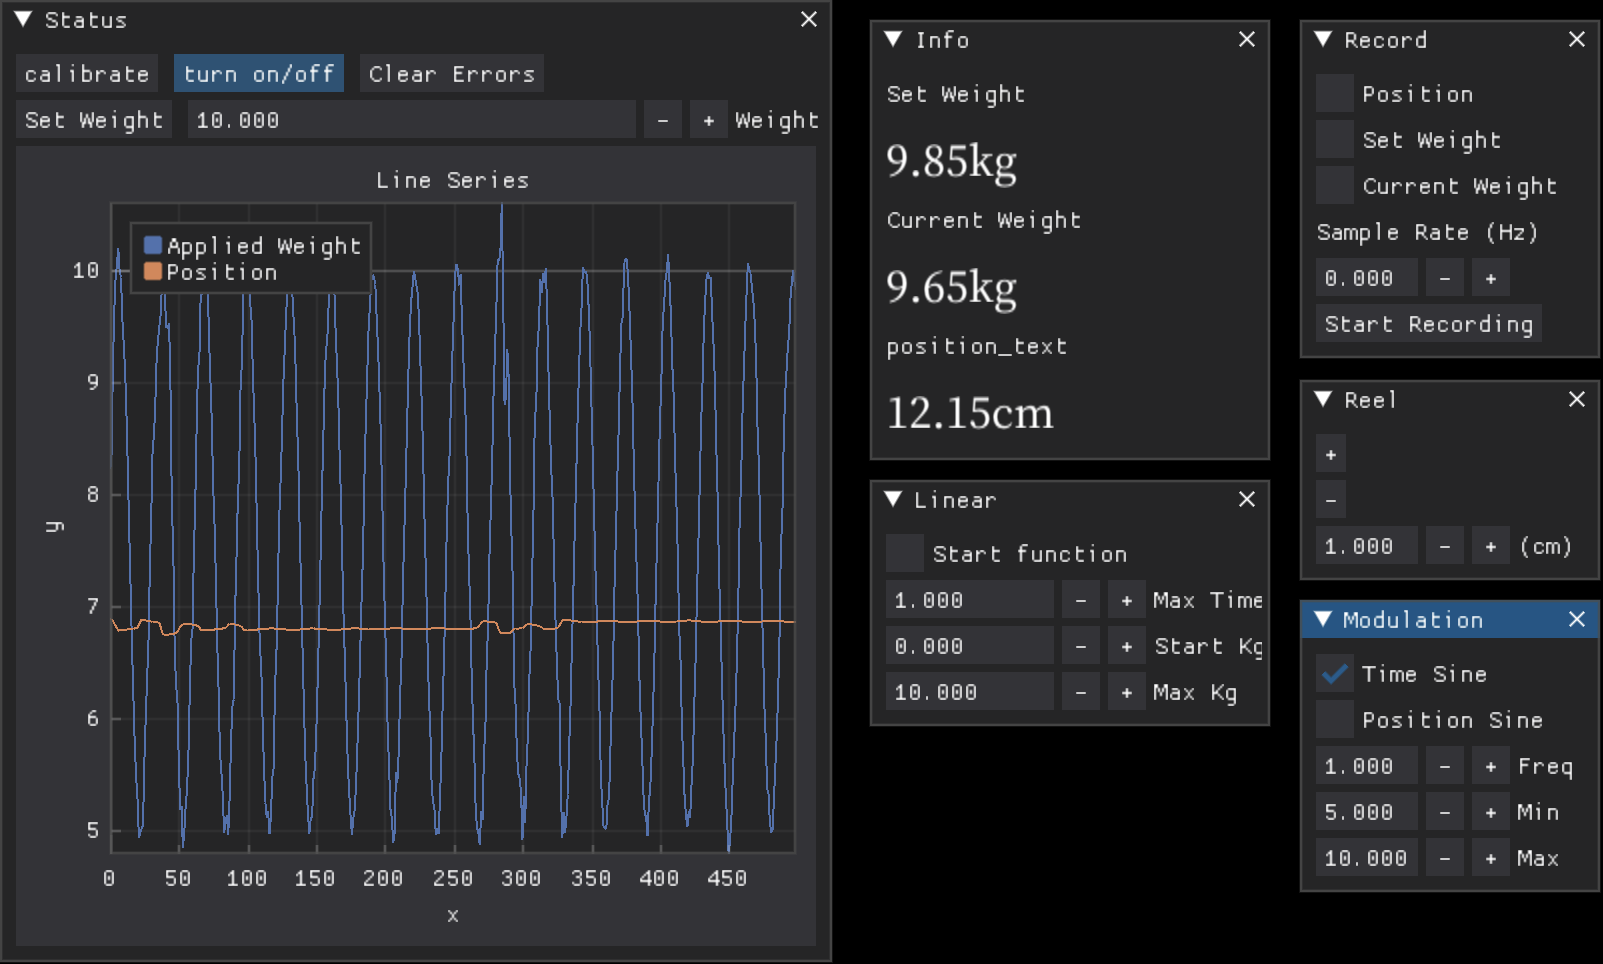 Status
calibrate turn on/off Clear Errors
Set Weight 10.000 - + Weight
Line Series
Applied Weight
Position
10
9
8
7
6
5
y
0 50 100 150 200 250 300 350 400 450
x
Info
Set Weight
9.85kg
Current Weight
9.65kg
position_text
12.15cm
Linear
Start function
1.000 - + Max Time
0.000 - + Start Kg
10.000 - + Max Kg
Record
Position
Set Weight
Current Weight
Sample Rate (Hz)
0.000 - +
Start Recording
Reel
+
-
1.000 - + (cm)
Modulation
Time Sine
Position Sine
1.000 - + Freq
5.000 - + Min
10.000 - + Max